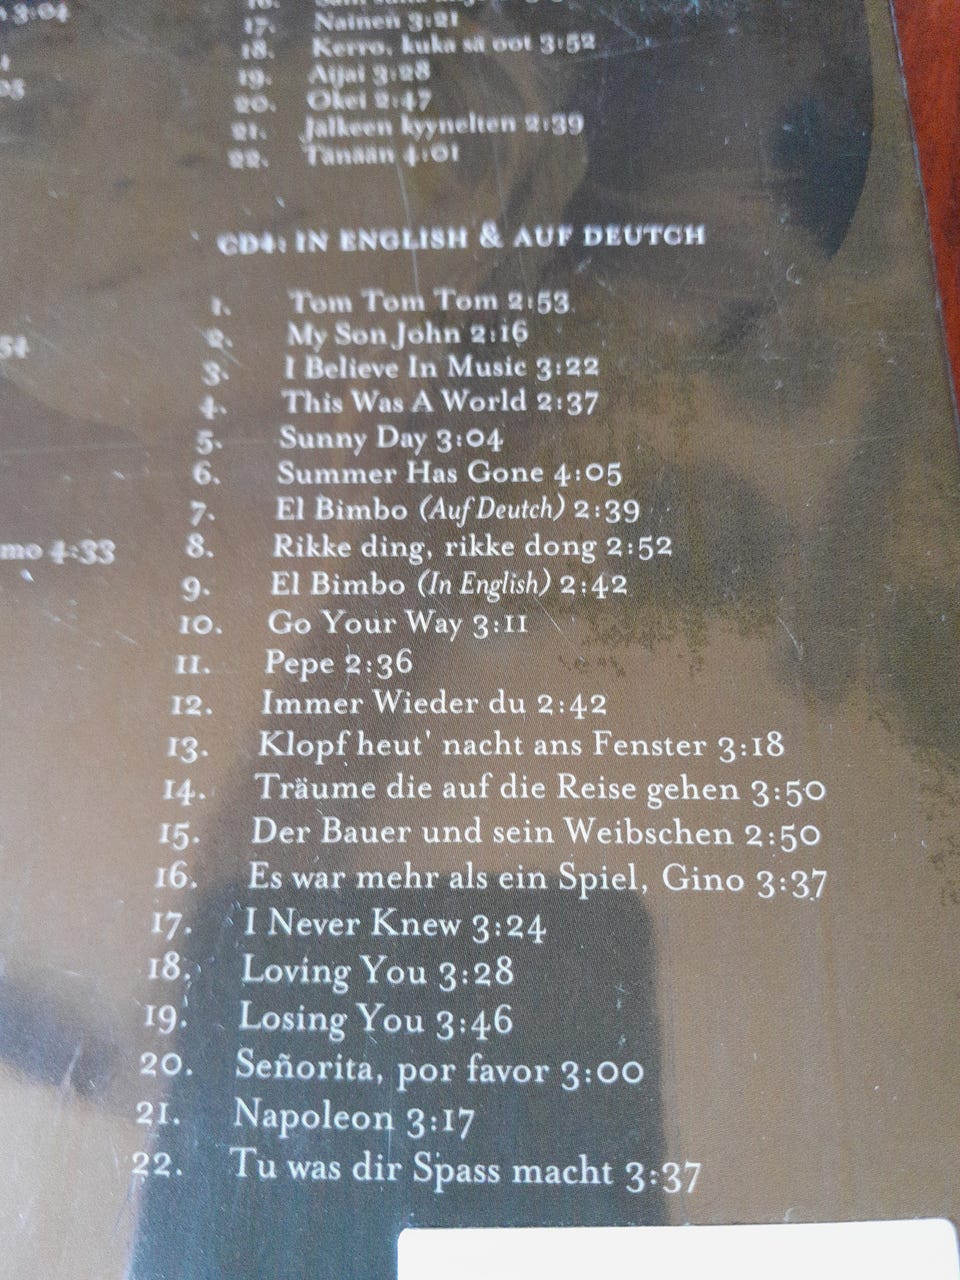 3:04
17. Nainen 3:21
18. Kerro, kuka sä oot 3:52
19. Aijai 3:28
20. Okei 2:47
21. Jälkeen kyynelten 2:39
22. Tänään 4:01
CD4: IN ENGLISH & AUF DEUTCH
1. Tom Tom Tom 2:53
2. My Son John 2:16
54
3. I Believe In Music 3:22
4. This Was A World 2:37
5. Sunny Day 3:04
6. Summer Has Gone 4:05
7. El Bimbo (Auf Deutch) 2:39
mo 4:33
8. Rikke ding, rikke dong 2:52
9. El Bimbo (In English) 2:42
10. Go Your Way 3:11
11. Pepe 2:36
12. Immer Wieder du 2:42
13. Klopf heut' nacht ans Fenster 3:18
14. Träume die auf die Reise gehen 3:50
15. Der Bauer und sein Weibschen 2:50
16. Es war mehr als ein Spiel, Gino 3:37
17. I Never Knew 3:24
18. Loving You 3:28
19. Losing You 3:46
20. Señorita, por favor 3:00
21. Napoleon 3:17
22. Tu was dir Spass macht 3:37